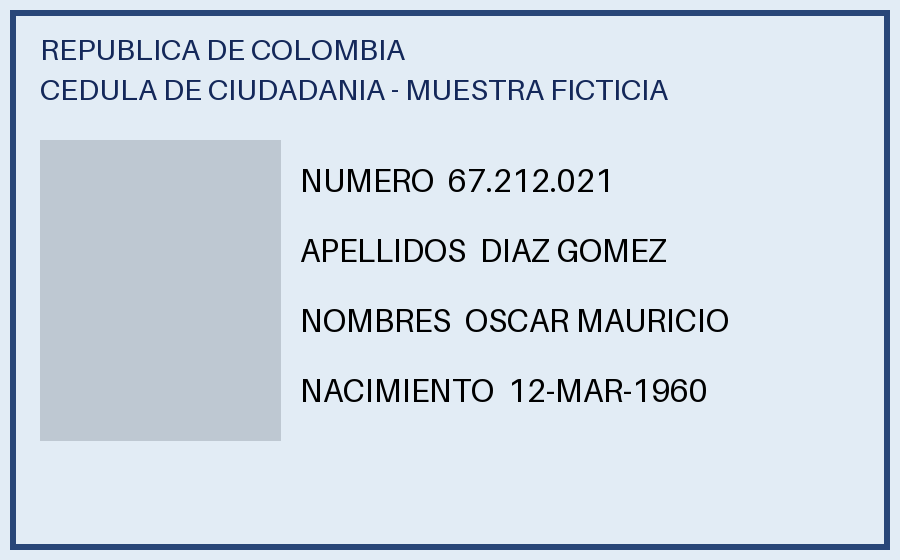 REPUBLICA DE COLOMBIA
CEDULA DE CIUDADANIA - MUESTRA FICTICIA
NUMERO 67.212.021
APELLIDOS DIAZ GOMEZ
NOMBRES OSCAR MAURICIO
NACIMIENTO 12-MAR-1960